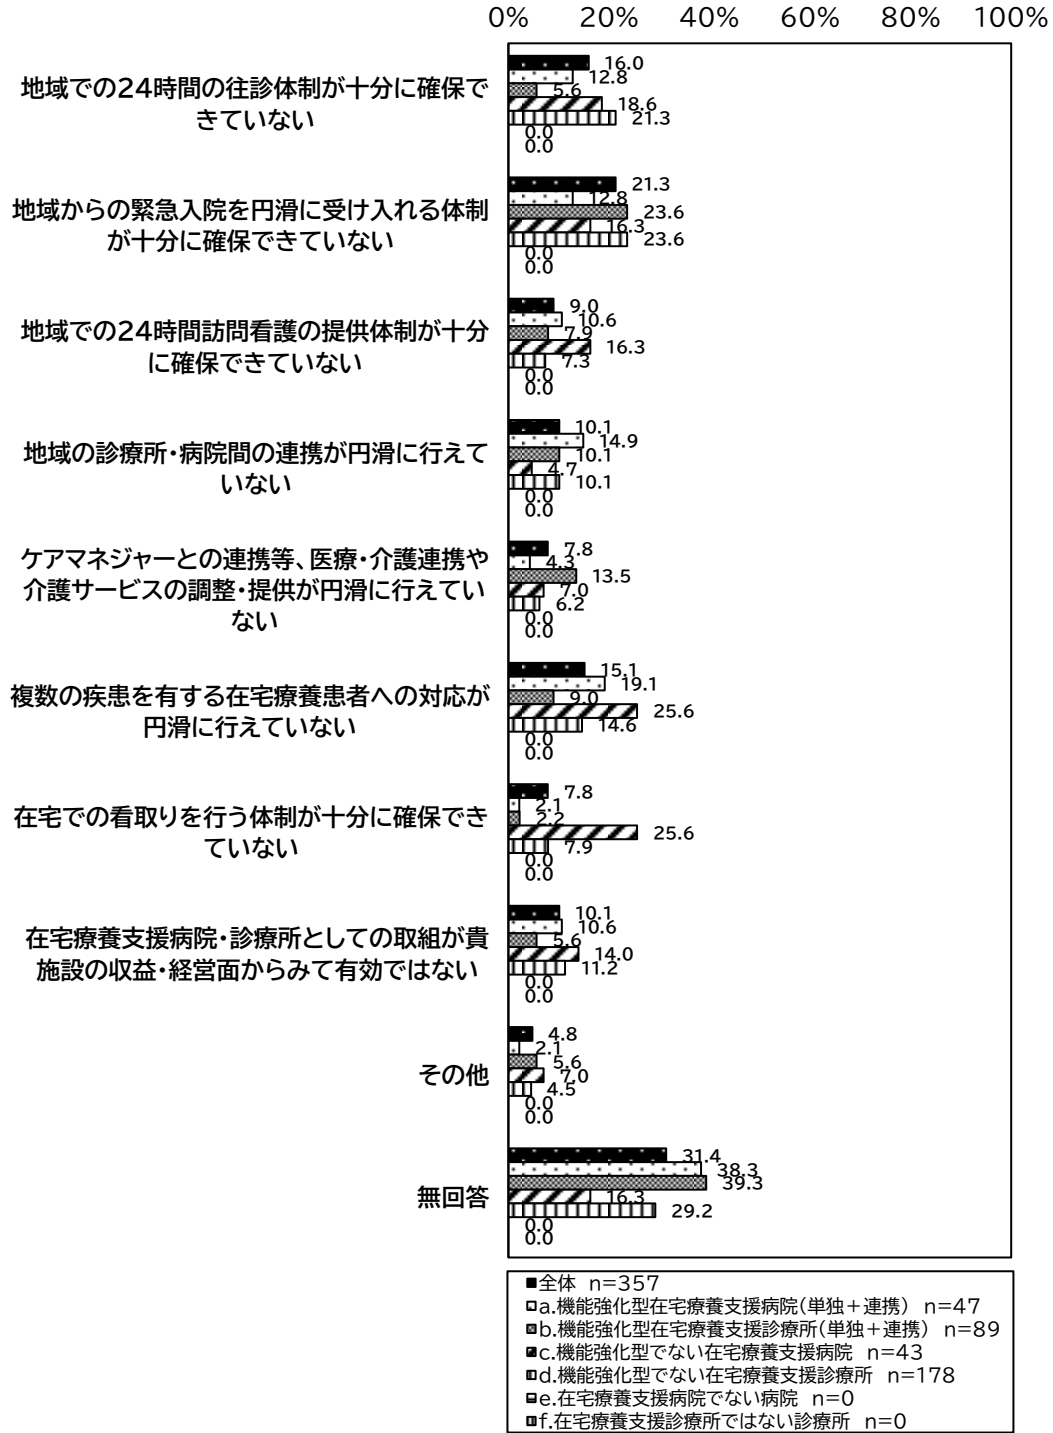 0% 20% 40% 60% 80% 100%
地域での24時間の往診体制が十分に確保で
きていない
16.0
12.8
5.6
18.6
21.3
0.0
0.0
地域からの緊急入院を円滑に受け入れる体制
が十分に確保できていない
21.3
12.8
23.6
16.3
23.6
0.0
0.0
地域での24時間訪問看護の提供体制が十分
に確保できていない
9.0
10.6
7.9
16.3
7.3
0.0
0.0
地域の診療所・病院間の連携が円滑に行えて
いない
10.1
14.9
10.1
4.7
10.1
0.0
0.0
ケアマネジャーとの連携等、医療・介護連携や
介護サービスの調整・提供が円滑に行えてい
ない
7.8
4.3
13.5
7.0
6.2
0.0
0.0
複数の疾患を有する在宅療養患者への対応が
円滑に行えていない
15.1
19.1
9.0
25.6
14.6
0.0
0.0
在宅での看取りを行う体制が十分に確保でき
ていない
7.8
2.1
2.2
25.6
7.9
0.0
0.0
在宅療養支援病院・診療所としての取組が貴
施設の収益・経営面からみて有効ではない
10.1
10.6
5.6
14.0
11.2
0.0
0.0
その他
4.8
2.1
5.6
7.0
4.5
0.0
0.0
無回答
31.4
38.3
39.3
16.3
29.2
0.0
0.0
全体 n=357
a.機能強化型在宅療養支援病院(単独+連携) n=47
b.機能強化型在宅療養支援診療所(単独+連携) n=89
c.機能強化型でない在宅療養支援病院 n=43
d.機能強化型でない在宅療養支援診療所 n=178
e.在宅療養支援病院でない病院 n=0
f.在宅療養支援診療所ではない診療所 n=0